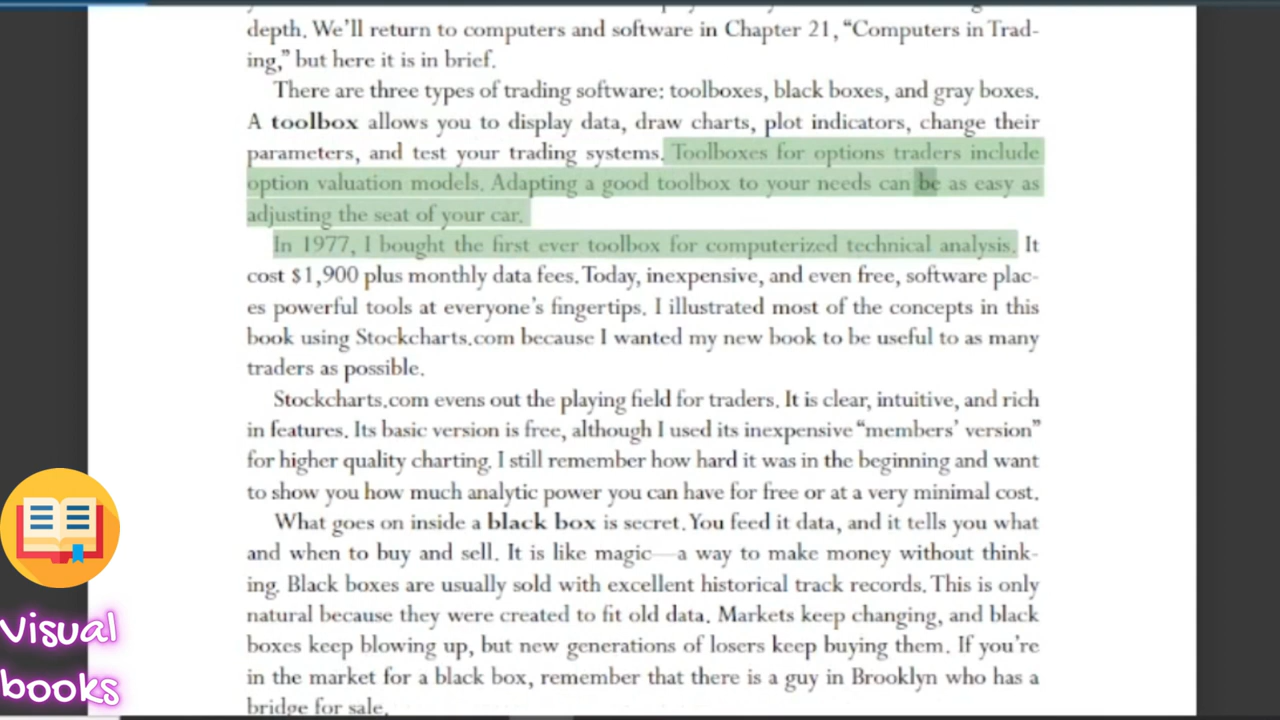 depth. We'll return to computers and software in Chapter 21, “Computers in Trad-
ing,” but here it is in brief.
There are three types of trading software: toolboxes, black boxes, and gray boxes.
A toolbox allows you to display data, draw charts, plot indicators, change their
parameters, and test your trading systems. Toolboxes for options traders include
option valuation models. Adapting a good toolbox to your needs can be as easy as
adjusting the seat of your car.
In 1977, I bought the first ever toolbox for computerized technical analysis. It
cost $1,900 plus monthly data fees. Today, inexpensive, and even free, software plac-
es powerful tools at everyone's fingertips. I illustrated most of the concepts in this
book using Stockcharts.com because I wanted my new book to be useful to as many
traders as possible.
Stockcharts.com evens out the playing field for traders. It is clear, intuitive, and rich
in features. Its basic version is free, although I used its inexpensive “members' version”
for higher quality charting. I still remember how hard it was in the beginning and want
to show you how much analytic power you can have for free or at a very minimal cost.
What goes on inside a black box is secret. You feed it data, and it tells you what
and when to buy and sell. It is like magic—a way to make money without think-
ing. Black boxes are usually sold with excellent historical track records. This is only
natural because they were created to fit old data. Markets keep changing, and black
boxes keep blowing up, but new generations of losers keep buying them. If you're
in the market for a black box, remember that there is a guy in Brooklyn who has a
bridge for sale.
Visual
books